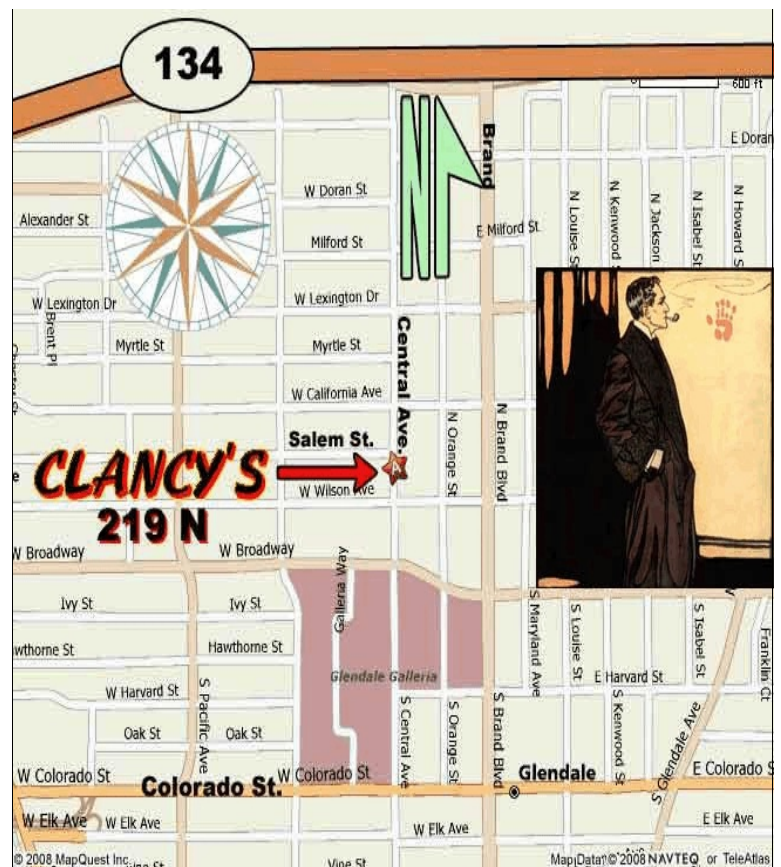 134
600 ft
Brand
E Doran
W Doran St
Alexander St
Milford St
E Milford St
N Louise St
N Kenwood
N Jackson
N Isabel St
N Howard S
W Lexington Dr
W Lexington Dr
Brent Pl
Myrtle St
Myrtle St
Central Ave.
W California Ave
N Orange St
N Brand Blvd
Salem St.
CLANCY'S
A
W Wilson Ave
219 N
W Broadway
W Broadway
Galleria Way
Ivy St
Ivy St
S Maryland Ave
S Louise St
S Isabel St
Franklin Ct
wthorne St
Hawthorne St
Glendale Galleria
E Harvard St
W Harvard St
S Pacific Ave
S Central Ave
S Orange St
S Brand Blvd
S Kenwood St
S Glendale Ave
Oak St
Oak St
W Colorado St
Colorado St.
W Colorado St
Glendale
E Colorado S
W Elk Ave
W Elk Ave
W Elk Ave
E Elk Ave
© 2008 MapQuest Inc.
Vine St
Map Data © 2008 NAVTEQ or TeleAtlas